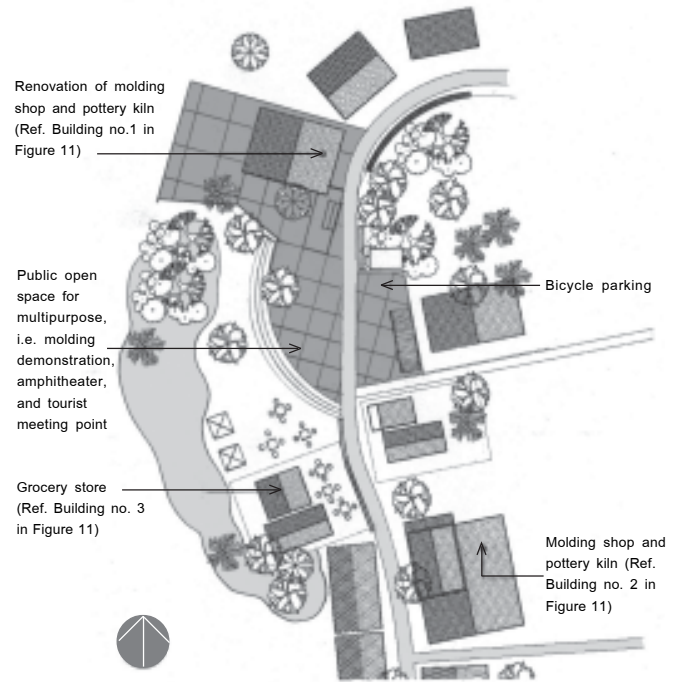 Renovation of molding
shop and pottery kiln
(Ref. Building no.1 in
Figure 11)
Public open
space for
multipurpose,
i.e. molding
demonstration,
amphitheater,
and tourist
meeting point
Bicycle parking
Grocery store
(Ref. Building no. 3
in Figure 11)
Molding shop and
pottery kiln (Ref.
Building no. 2 in
Figure 11)